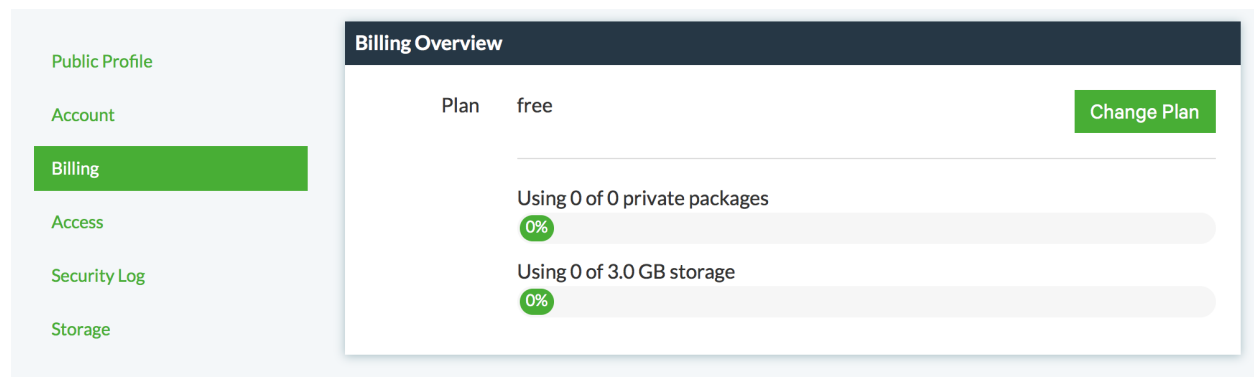 Public Profile
Account
Billing
Access
Security Log
Storage
Billing Overview
Plan free
Change Plan
Using 0 of 0 private packages
0%
Using 0 of 3.0 GB storage
0%